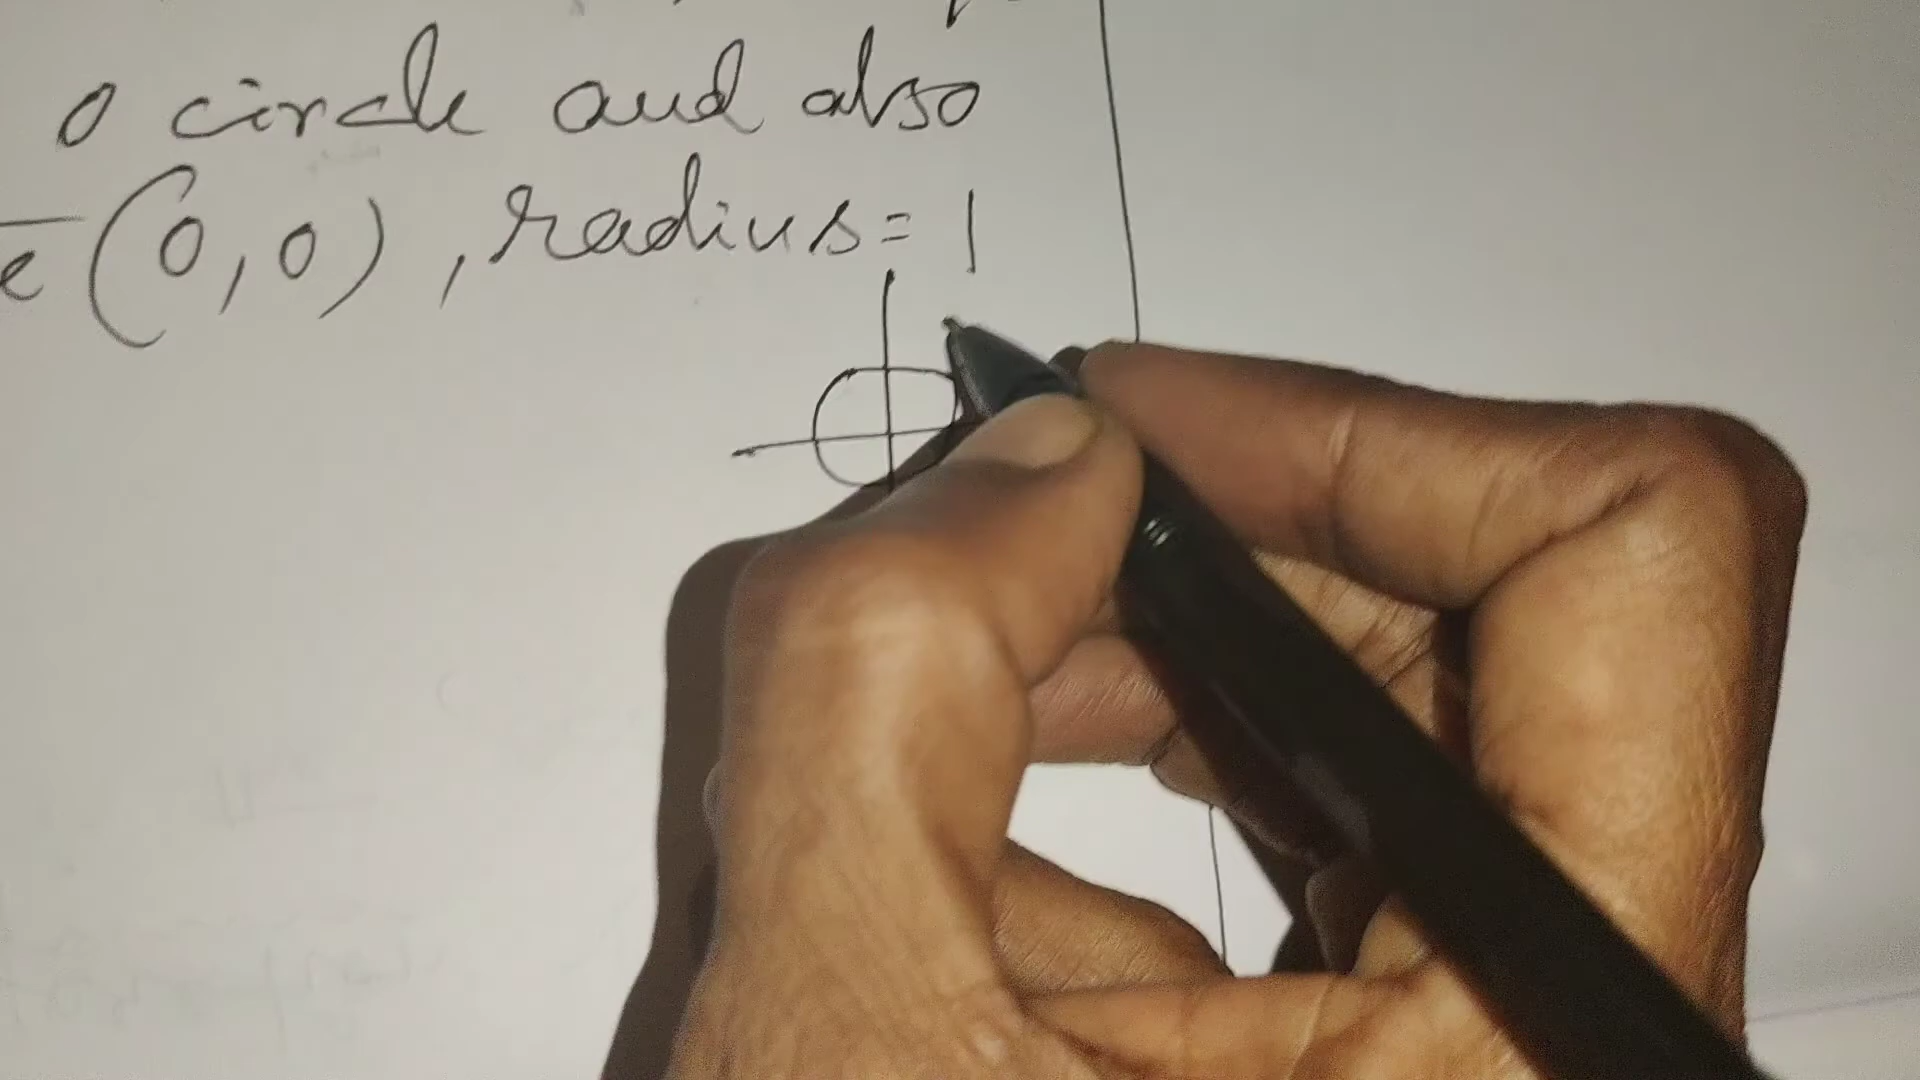 o circle and also
e (0,0), radius = 1